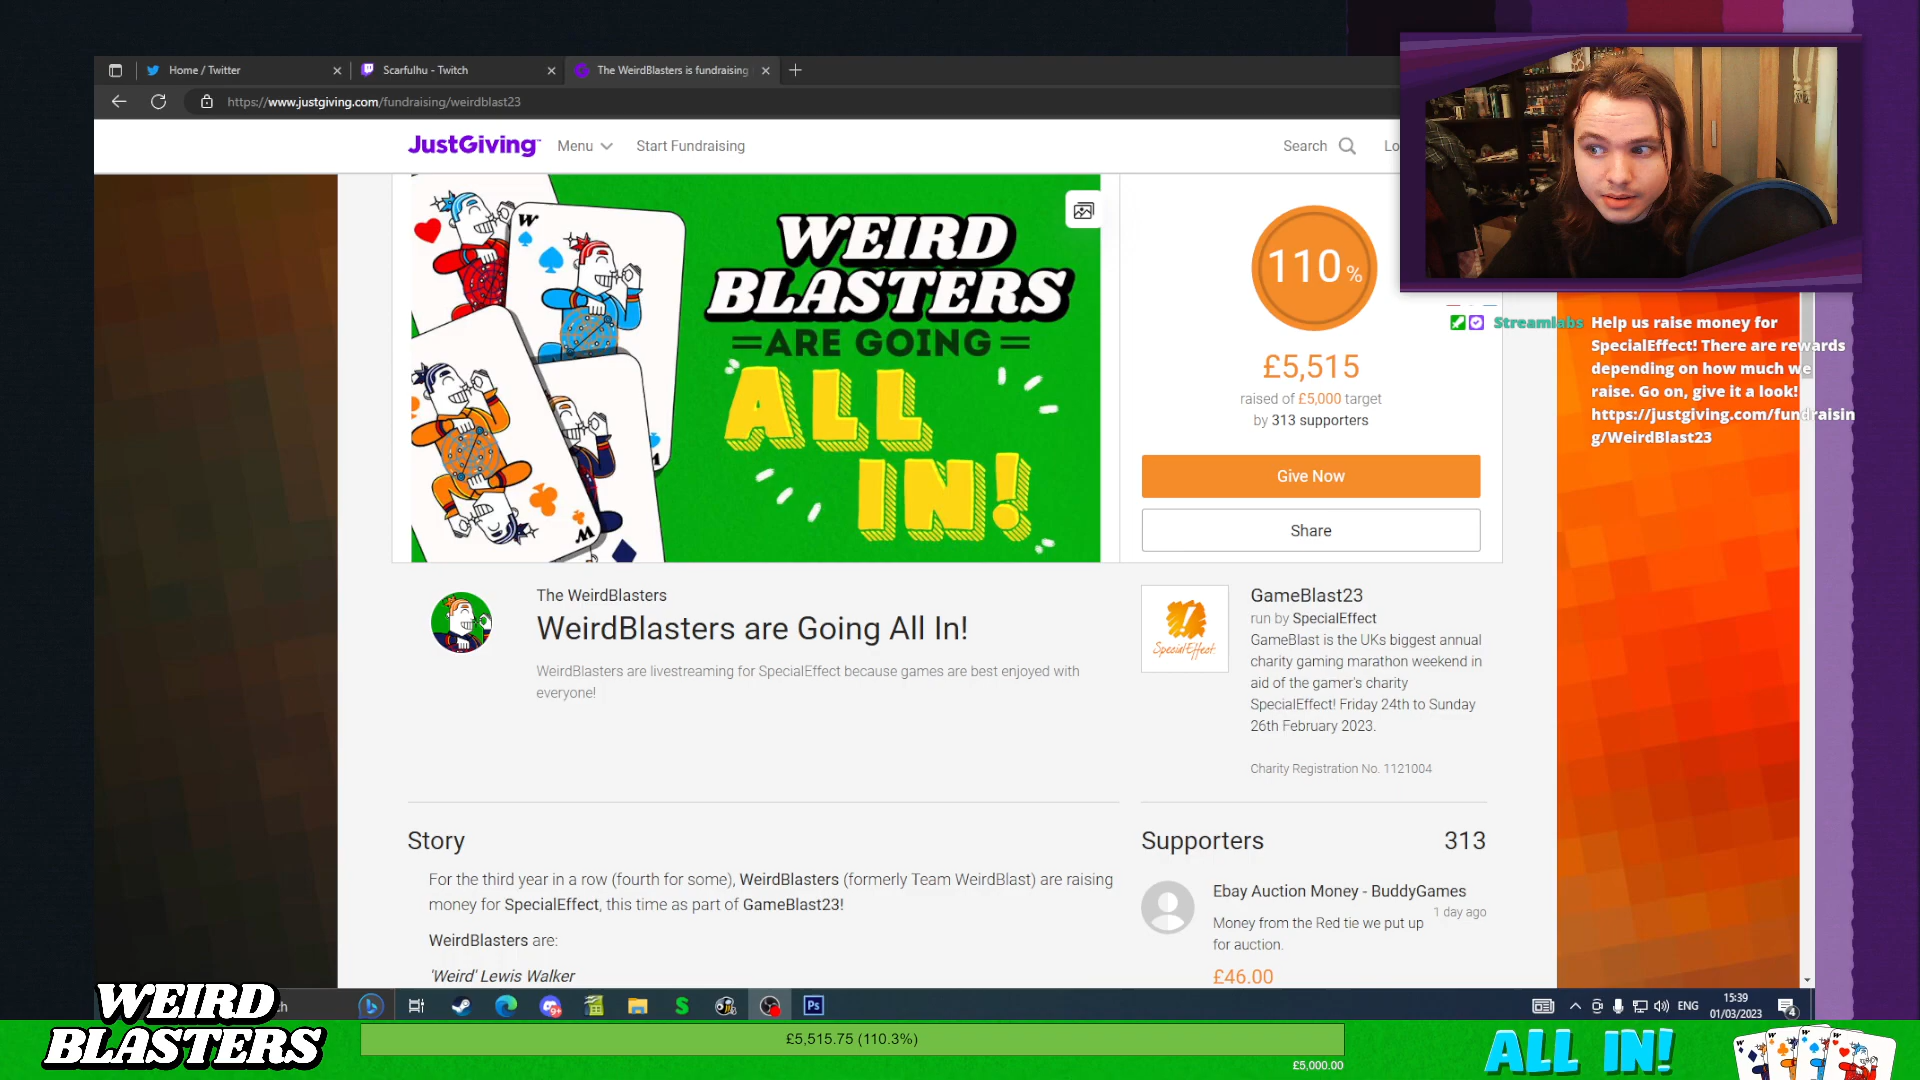 Home / Twitter
Scarfulhu - Twitch
The WeirdBlasters is fundraising
https://www.justgiving.com/fundraising/weirdblast23
JustGiving™
Menu
Start Fundraising
Search
Lo
W
WEIRD
BLASTERS
ARE GOING
ALL
IN!
W
W
110 %
£5,515
raised of £5,000 target
by 313 supporters
Give Now
Share
Streamlabs Help us raise money for
SpecialEffect! There are rewards
depending on how much we
raise. Go on, give it a look!
https://justgiving.com/fundraisin
g/WeirdBlast23
The WeirdBlasters
WeirdBlasters are Going All In!
WeirdBlasters are livestreaming for SpecialEffect because games are best enjoyed with
everyone!
SpecialEffect
GameBlast23
run by SpecialEffect
GameBlast is the UKs biggest annual
charity gaming marathon weekend in
aid of the gamer's charity
SpecialEffect! Friday 24th to Sunday
26th February 2023.
Charity Registration No. 1121004
Story
For the third year in a row (fourth for some), WeirdBlasters (formerly Team WeirdBlast) are raising
money for SpecialEffect, this time as part of GameBlast23!
WeirdBlasters are:
'Weird' Lewis Walker
Supporters 313
Ebay Auction Money - BuddyGames
1 day ago
Money from the Red tie we put up
for auction.
£46.00
ch
9+
Ps
ENG
15:39
01/03/2023
4
WEIRD
BLASTERS
£5,515.75 (110.3%)
£5,000.00
ALL IN!